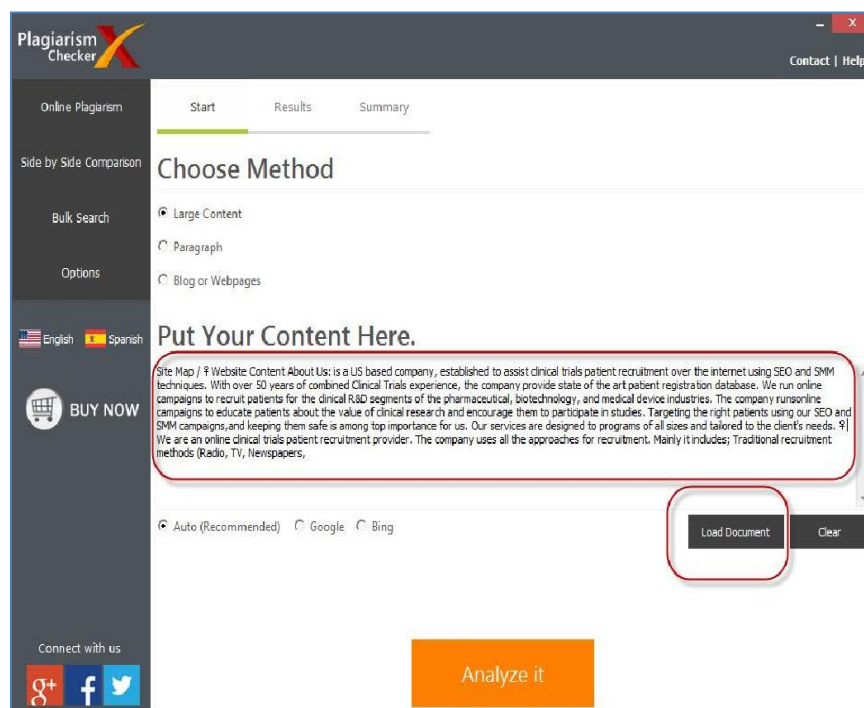 Plagiarism
Checker
X
Contact | Help
Online Plagiarism
Side by Side Comparison
Bulk Search
Options
English Spanish
BUY NOW
Connect with us
g+ f
Start Results Summary
Choose Method
Large Content
Paragraph
Blog or Webpages
Put Your Content Here.
Site Map / ♀ Website Content About Us: is a US based company, established to assist clinical trials patient recruitment over the internet using SEO and SMM
techniques. With over 50 years of combined Clinical Trials experience, the company provide state of the art patient registration database. We run online
campaigns to recruit patients for the clinical R&D segments of the pharmaceutical, biotechnology, and medical device industries. The company runsonline
campaigns to educate patients about the value of clinical research and encourage them to participate in studies. Targeting the right patients using our SEO and
SMM campaigns,and keeping them safe is among top importance for us. Our services are designed to programs of all sizes and tailored to the client's needs. ♀
We are an online clinical trials patient recruitment provider. The company uses all the approaches for recruitment. Mainly it includes; Traditional recruitment
methods (Radio, TV, Newspapers,
Auto (Recommended) Google Bing
Load Document Clear
Analyze it